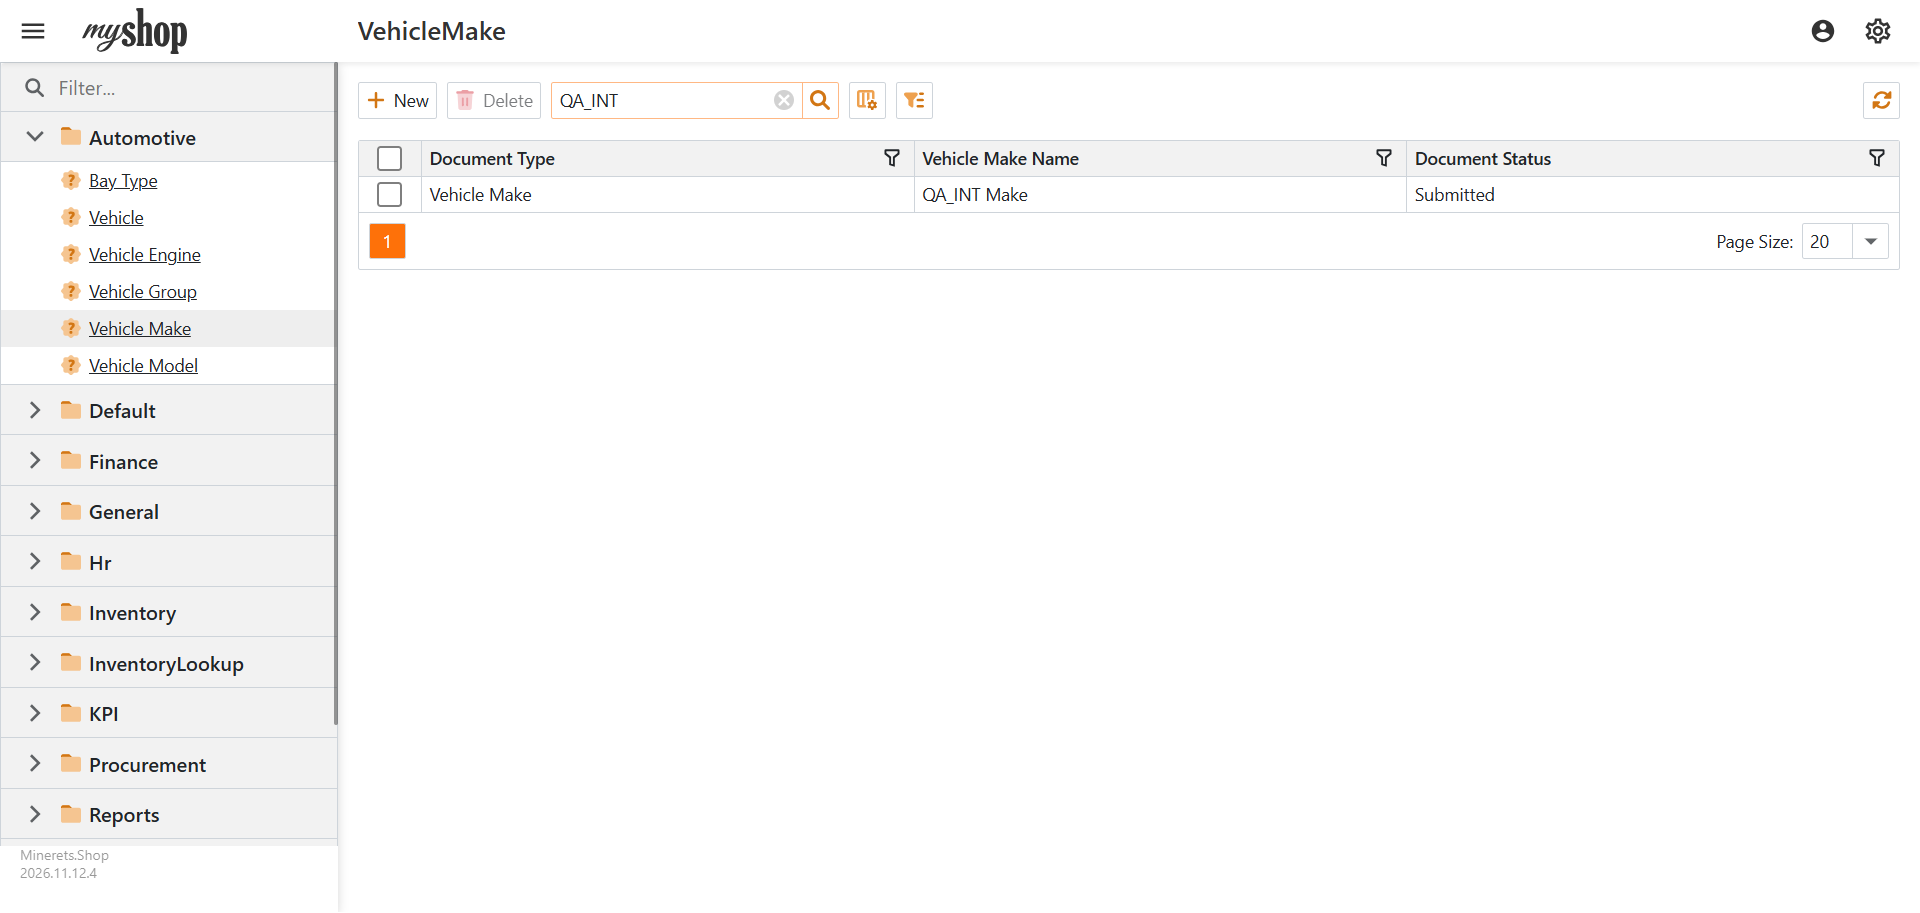 myshop
VehicleMake
Filter...
Automotive
Bay Type
Vehicle
Vehicle Engine
Vehicle Group
Vehicle Make
Vehicle Model
Default
Finance
General
Hr
Inventory
InventoryLookup
KPI
Procurement
Reports
Minerets.Shop
2026.11.12.4
New
Delete
QA_INT
Document Type
Vehicle Make Name
Document Status
Vehicle Make
QA_INT Make
Submitted
1
Page Size:
20